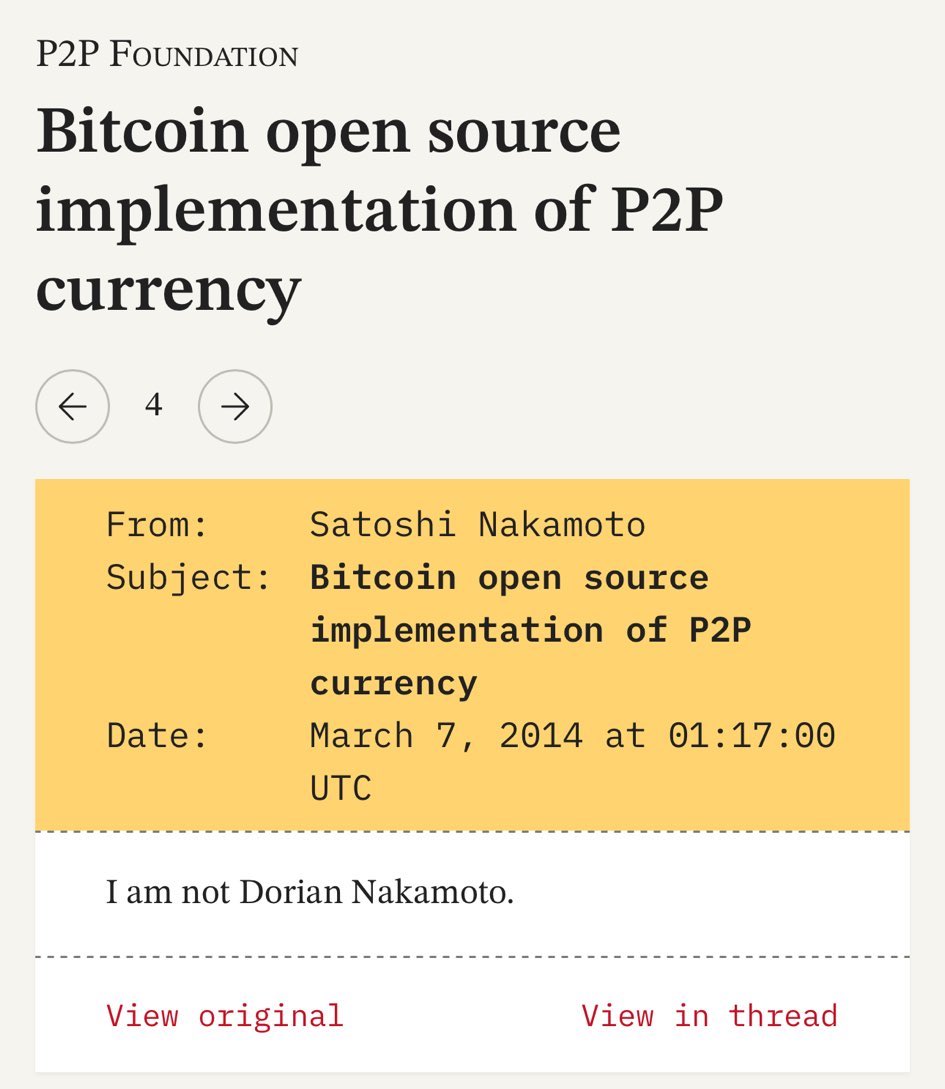 P2P Foundation
Bitcoin open source
implementation of P2P
currency
4
From: Satoshi Nakamoto
Subject: Bitcoin open source
implementation of P2P
currency
Date: March 7, 2014 at 01:17:00
UTC
I am not Dorian Nakamoto.
View original View in thread